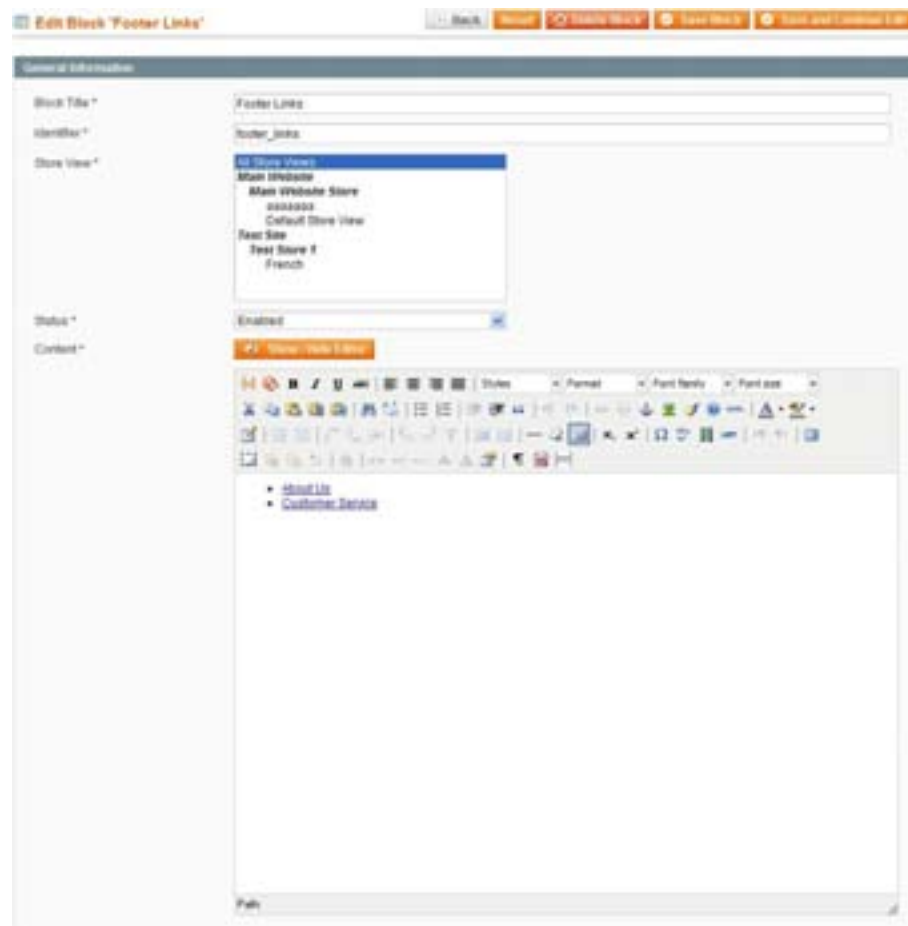 Edit Block 'Footer Links'
Back Reset Delete Block Save Block Save and Continue Edit
General Information
Block Title *
Footer Links
Identifier *
footer_links
Store View *
All Store Views
Main Website
Main Website Store
Default Store View
Test Site
Test Store 1
French
Status *
Enabled
Content *
Show / Hide Editor
B I U ABC Styles Format Font family Font size
About Us
Customer Service
Path